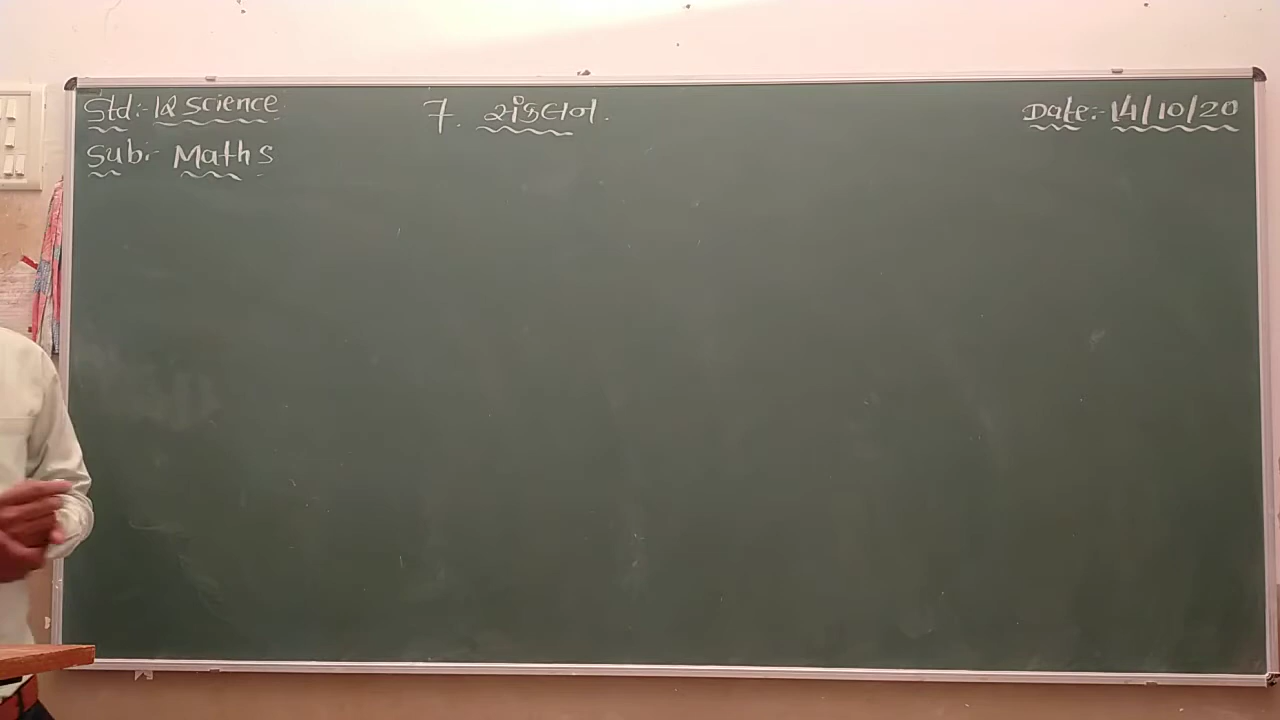 Std:- 12 Science
7. સંકલન.
Date:- 14/10/20
Sub:- Maths